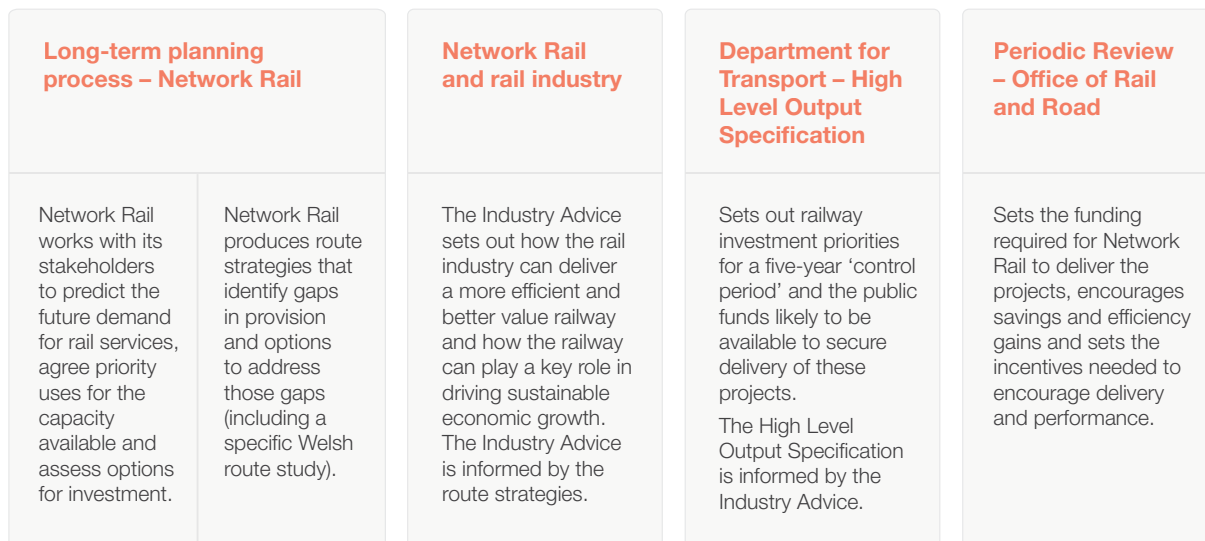 Long-term planning
process – Network Rail
Network Rail
works with its
stakeholders
to predict the
future demand
for rail services,
agree priority
uses for the
capacity
available and
assess options
for investment.
Network Rail
produces route
strategies that
identify gaps
in provision
and options
to address
those gaps
(including a
specific Welsh
route study).
Network Rail
and rail industry
The Industry Advice
sets out how the rail
industry can deliver
a more efficient and
better value railway
and how the railway
can play a key role in
driving sustainable
economic growth.
The Industry Advice
is informed by the
route strategies.
Department for
Transport – High
Level Output
Specification
Sets out railway
investment priorities
for a five-year ‘control
period’ and the public
funds likely to be
available to secure
delivery of these
projects.
The High Level
Output Specification
is informed by the
Industry Advice.
Periodic Review
– Office of Rail
and Road
Sets the funding
required for Network
Rail to deliver the
projects, encourages
savings and efficiency
gains and sets the
incentives needed to
encourage delivery
and performance.